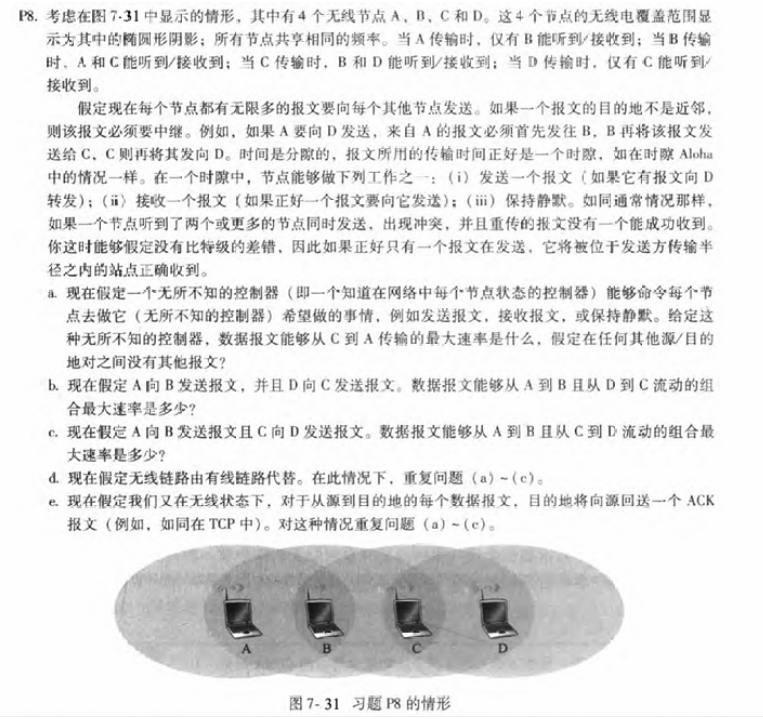 P8. 考虑在图 7-31 中显示的情形，其中有 4 个无线节点 A、B、C 和 D。这 4 个节点的无线电覆盖范围显
示为其中的椭圆形阴影；所有节点共享相同的频率。当 A 传输时，仅有 B 能听到/接收到；当 B 传输
时，A 和 C 能听到/接收到；当 C 传输时，B 和 D 能听到/接收到；当 D 传输时，仅有 C 能听到/
接收到。
假定现在每个节点都有无限多的报文要向每个其他节点发送。如果一个报文的目的地不是近邻，
则该报文必须要中继。例如，如果 A 要向 D 发送，来自 A 的报文必须首先发往 B，B 再将该报文发
送给 C，C 则再将其发向 D。时间是分隙的，报文所用的传输时间正好是一个时隙，如在时隙 Aloha
中的情况一样。在一个时隙中，节点能够做下列工作之一：（i）发送一个报文（如果它有报文向 D
转发）；（ii）接收一个报文（如果正好一个报文要向它发送）；（iii）保持静默。如同通常情况那样，
如果一个节点听到了两个或更多的节点同时发送，出现冲突，并且重传的报文没有一个能成功收到。
你这时能够假定没有比特级的差错，因此如果正好只有一个报文在发送，它将被位于发送方传输半
径之内的站点正确收到。
a. 现在假定一个无所不知的控制器（即一个知道在网络中每个节点状态的控制器）能够命令每个节
点去做它（无所不知的控制器）希望做的事情，例如发送报文，接收报文，或保持静默。给定这
种无所不知的控制器，数据报文能够从 C 到 A 传输的最大速率是什么，假定在任何其他源/目的
地对之间没有其他报文？
b. 现在假定 A 向 B 发送报文，并且 D 向 C 发送报文。数据报文能够从 A 到 B 且从 D 到 C 流动的组
合最大速率是多少？
c. 现在假定 A 向 B 发送报文且 C 向 D 发送报文。数据报文能够从 A 到 B 且从 C 到 D 流动的组合最
大速率是多少？
d. 现在假定无线链路由有线链路代替。在此情况下，重复问题（a）~（c）。
e. 现在假定我们又在无线状态下，对于从源到目的地的每个数据报文，目的地将向源回送一个 ACK
报文（例如，如同在 TCP 中）。对这种情况重复问题（a）~（c）。
A B C D
图 7-31 习题 P8 的情形